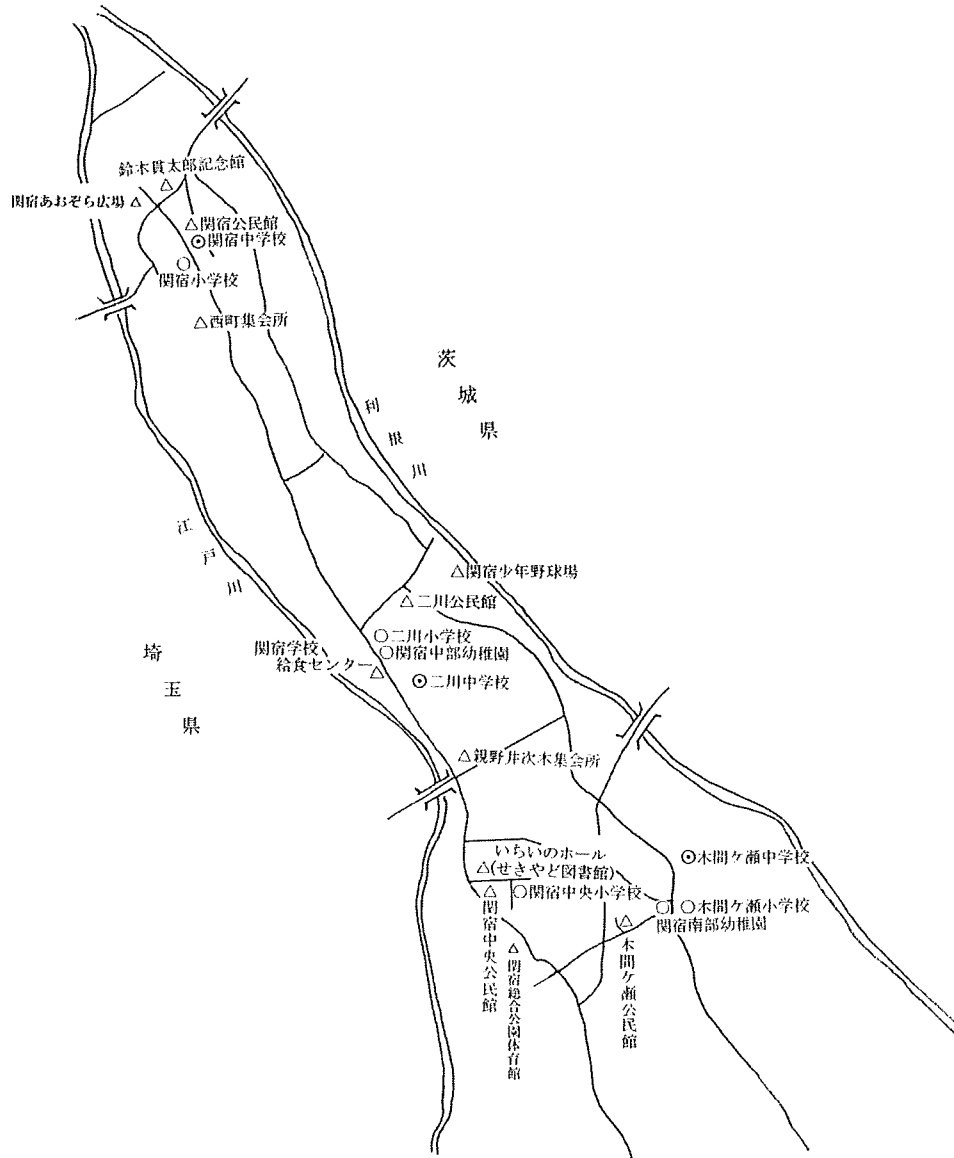 鈴木貫太郎記念館
△
関宿あおぞら広場△
△関宿公民館
◉関宿中学校
○
関宿小学校
△西町集会所
茨城県
利根川
江戸川
△関宿少年野球場
△二川公民館
○二川小学校
○関宿中部幼稚園
関宿学校
給食センター
△
◉二川中学校
埼玉県
△親野井次木集会所
いちいのホール
△(せきやど図書館)
◉木間ケ瀬中学校
○関宿中央小学校
○木間ケ瀬小学校
○
関宿南部幼稚園
△
関宿中央公民館
△
関宿総合公園体育館
△
木間ケ瀬公民館